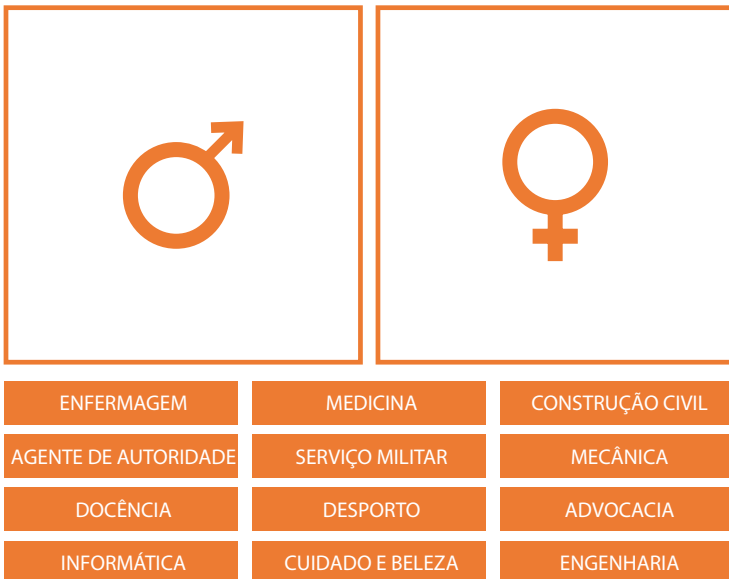 ENFERMAGEM
MEDICINA
CONSTRUÇÃO CIVIL
AGENTE DE AUTORIDADE
SERVIÇO MILITAR
MECÂNICA
DOCÊNCIA
DESPORTO
ADVOCACIA
INFORMÁTICA
CUIDADO E BELEZA
ENGENHARIA